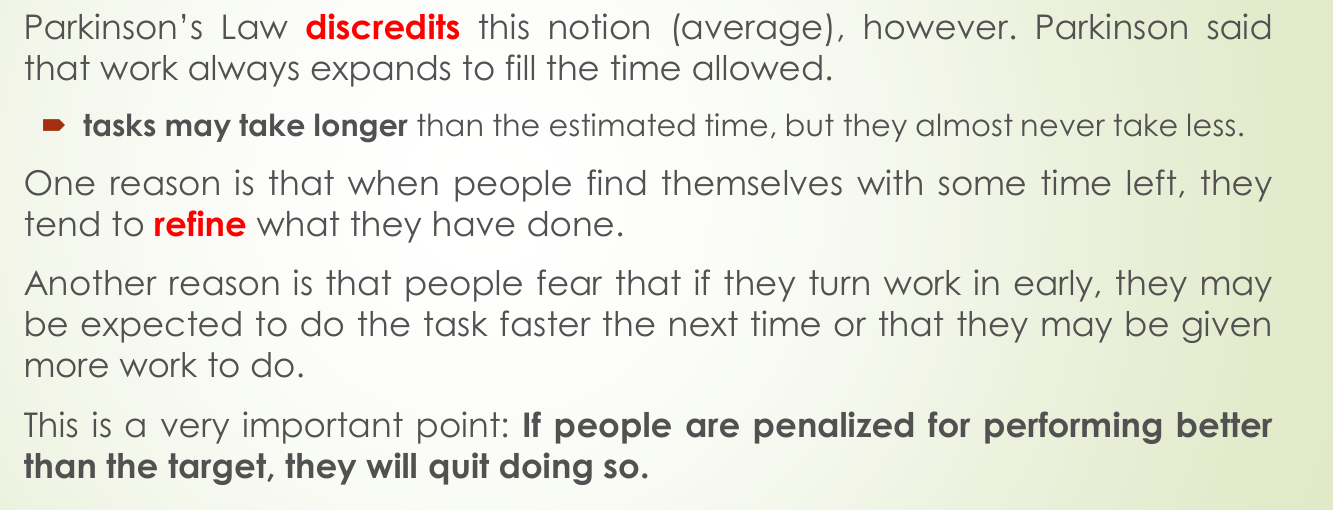 Parkinson’s Law discredits this notion (average), however. Parkinson said
that work always expands to fill the time allowed.
tasks may take longer than the estimated time, but they almost never take less.
One reason is that when people find themselves with some time left, they
tend to refine what they have done.
Another reason is that people fear that if they turn work in early, they may
be expected to do the task faster the next time or that they may be given
more work to do.
This is a very important point: If people are penalized for performing better
than the target, they will quit doing so.